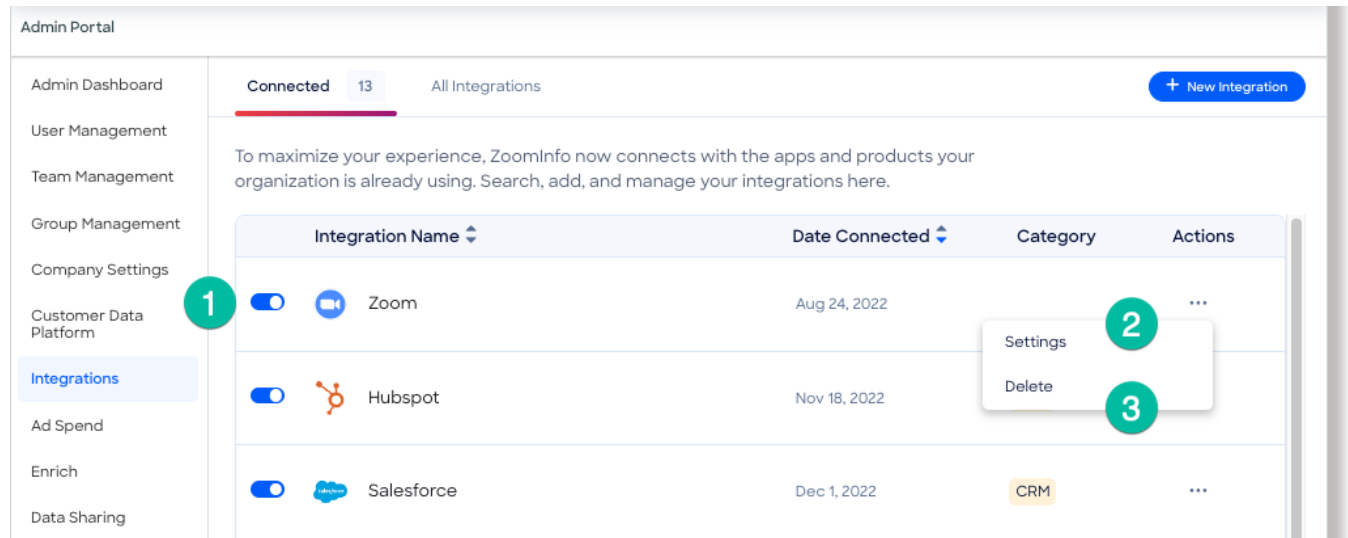 Admin Portal
Admin Dashboard
User Management
Team Management
Group Management
Company Settings
Customer Data
Platform
Integrations
Ad Spend
Enrich
Data Sharing
Connected 13 All Integrations + New Integration
To maximize your experience, ZoomInfo now connects with the apps and products your
organization is already using. Search, add, and manage your integrations here.
Integration Name Date Connected Category Actions
1 Zoom Aug 24, 2022 ...
Settings 2
Delete 3
Hubspot Nov 18, 2022
salesforce Salesforce Dec 1, 2022 CRM ...